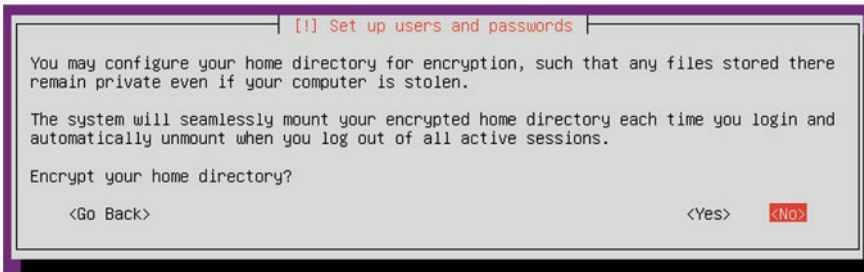 [!] Set up users and passwords
You may configure your home directory for encryption, such that any files stored there
remain private even if your computer is stolen.
The system will seamlessly mount your encrypted home directory each time you login and
automatically unmount when you log out of all active sessions.
Encrypt your home directory?
<Go Back> <Yes> <No>